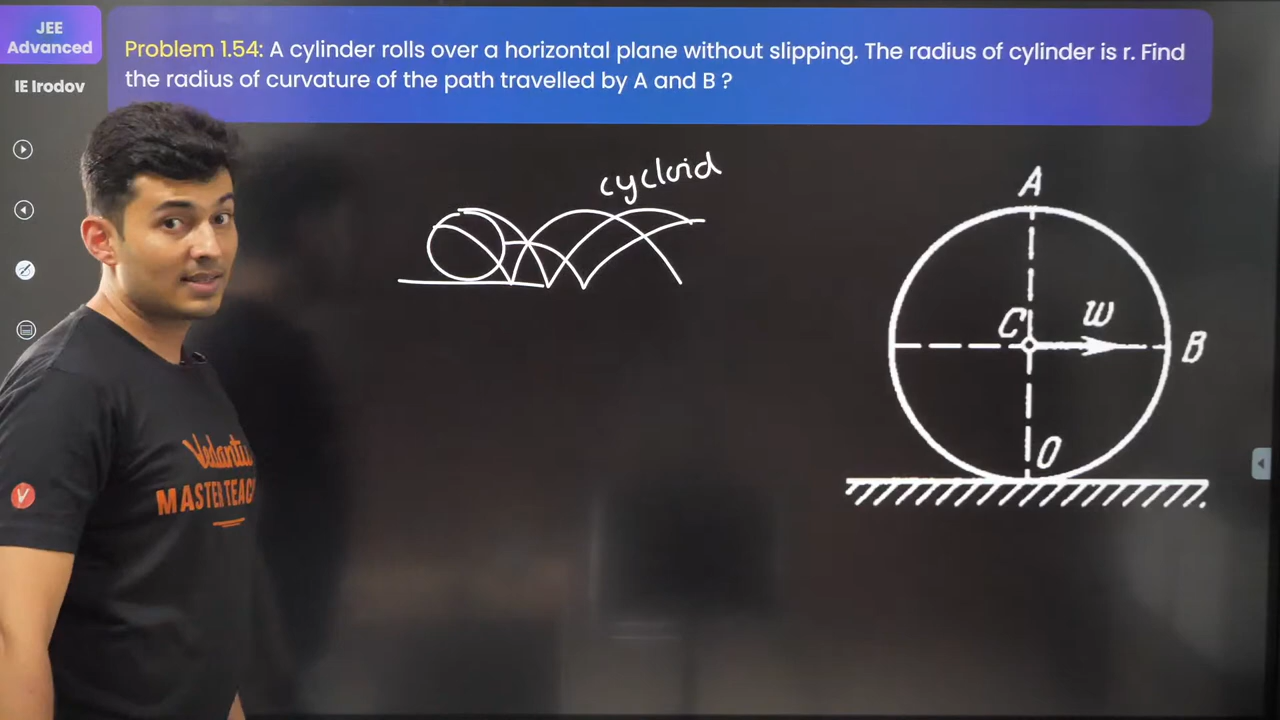 JEE
Advanced
IE Irodov
Problem 1.54: A cylinder rolls over a horizontal plane without slipping. The radius of cylinder is r. Find
the radius of curvature of the path travelled by A and B ?
cycloid
A
C
w
B
O
Vedantu
MASTER TEAC
V